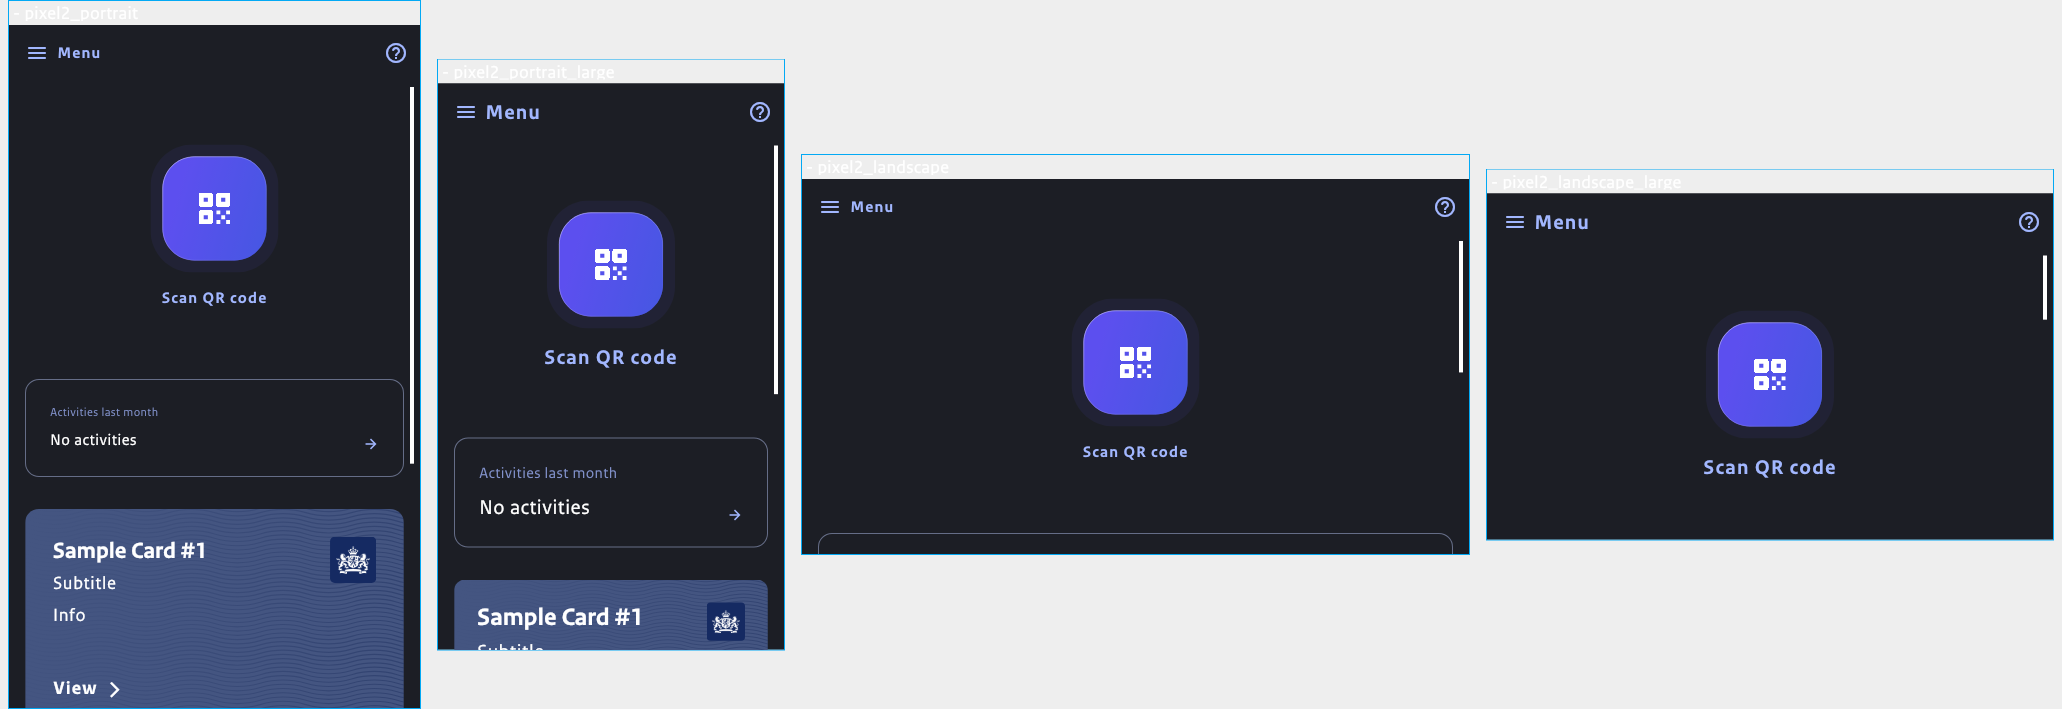 - pixel2_portrait
Menu
Scan QR code
Activities last month
No activities
Sample Card #1
Subtitle
Info
View
- pixel2_portrait_large
Menu
Scan QR code
Activities last month
No activities
Sample Card #1
Subtitle
- pixel2_landscape
Menu
Scan QR code
- pixel2_landscape_large
Menu
Scan QR code